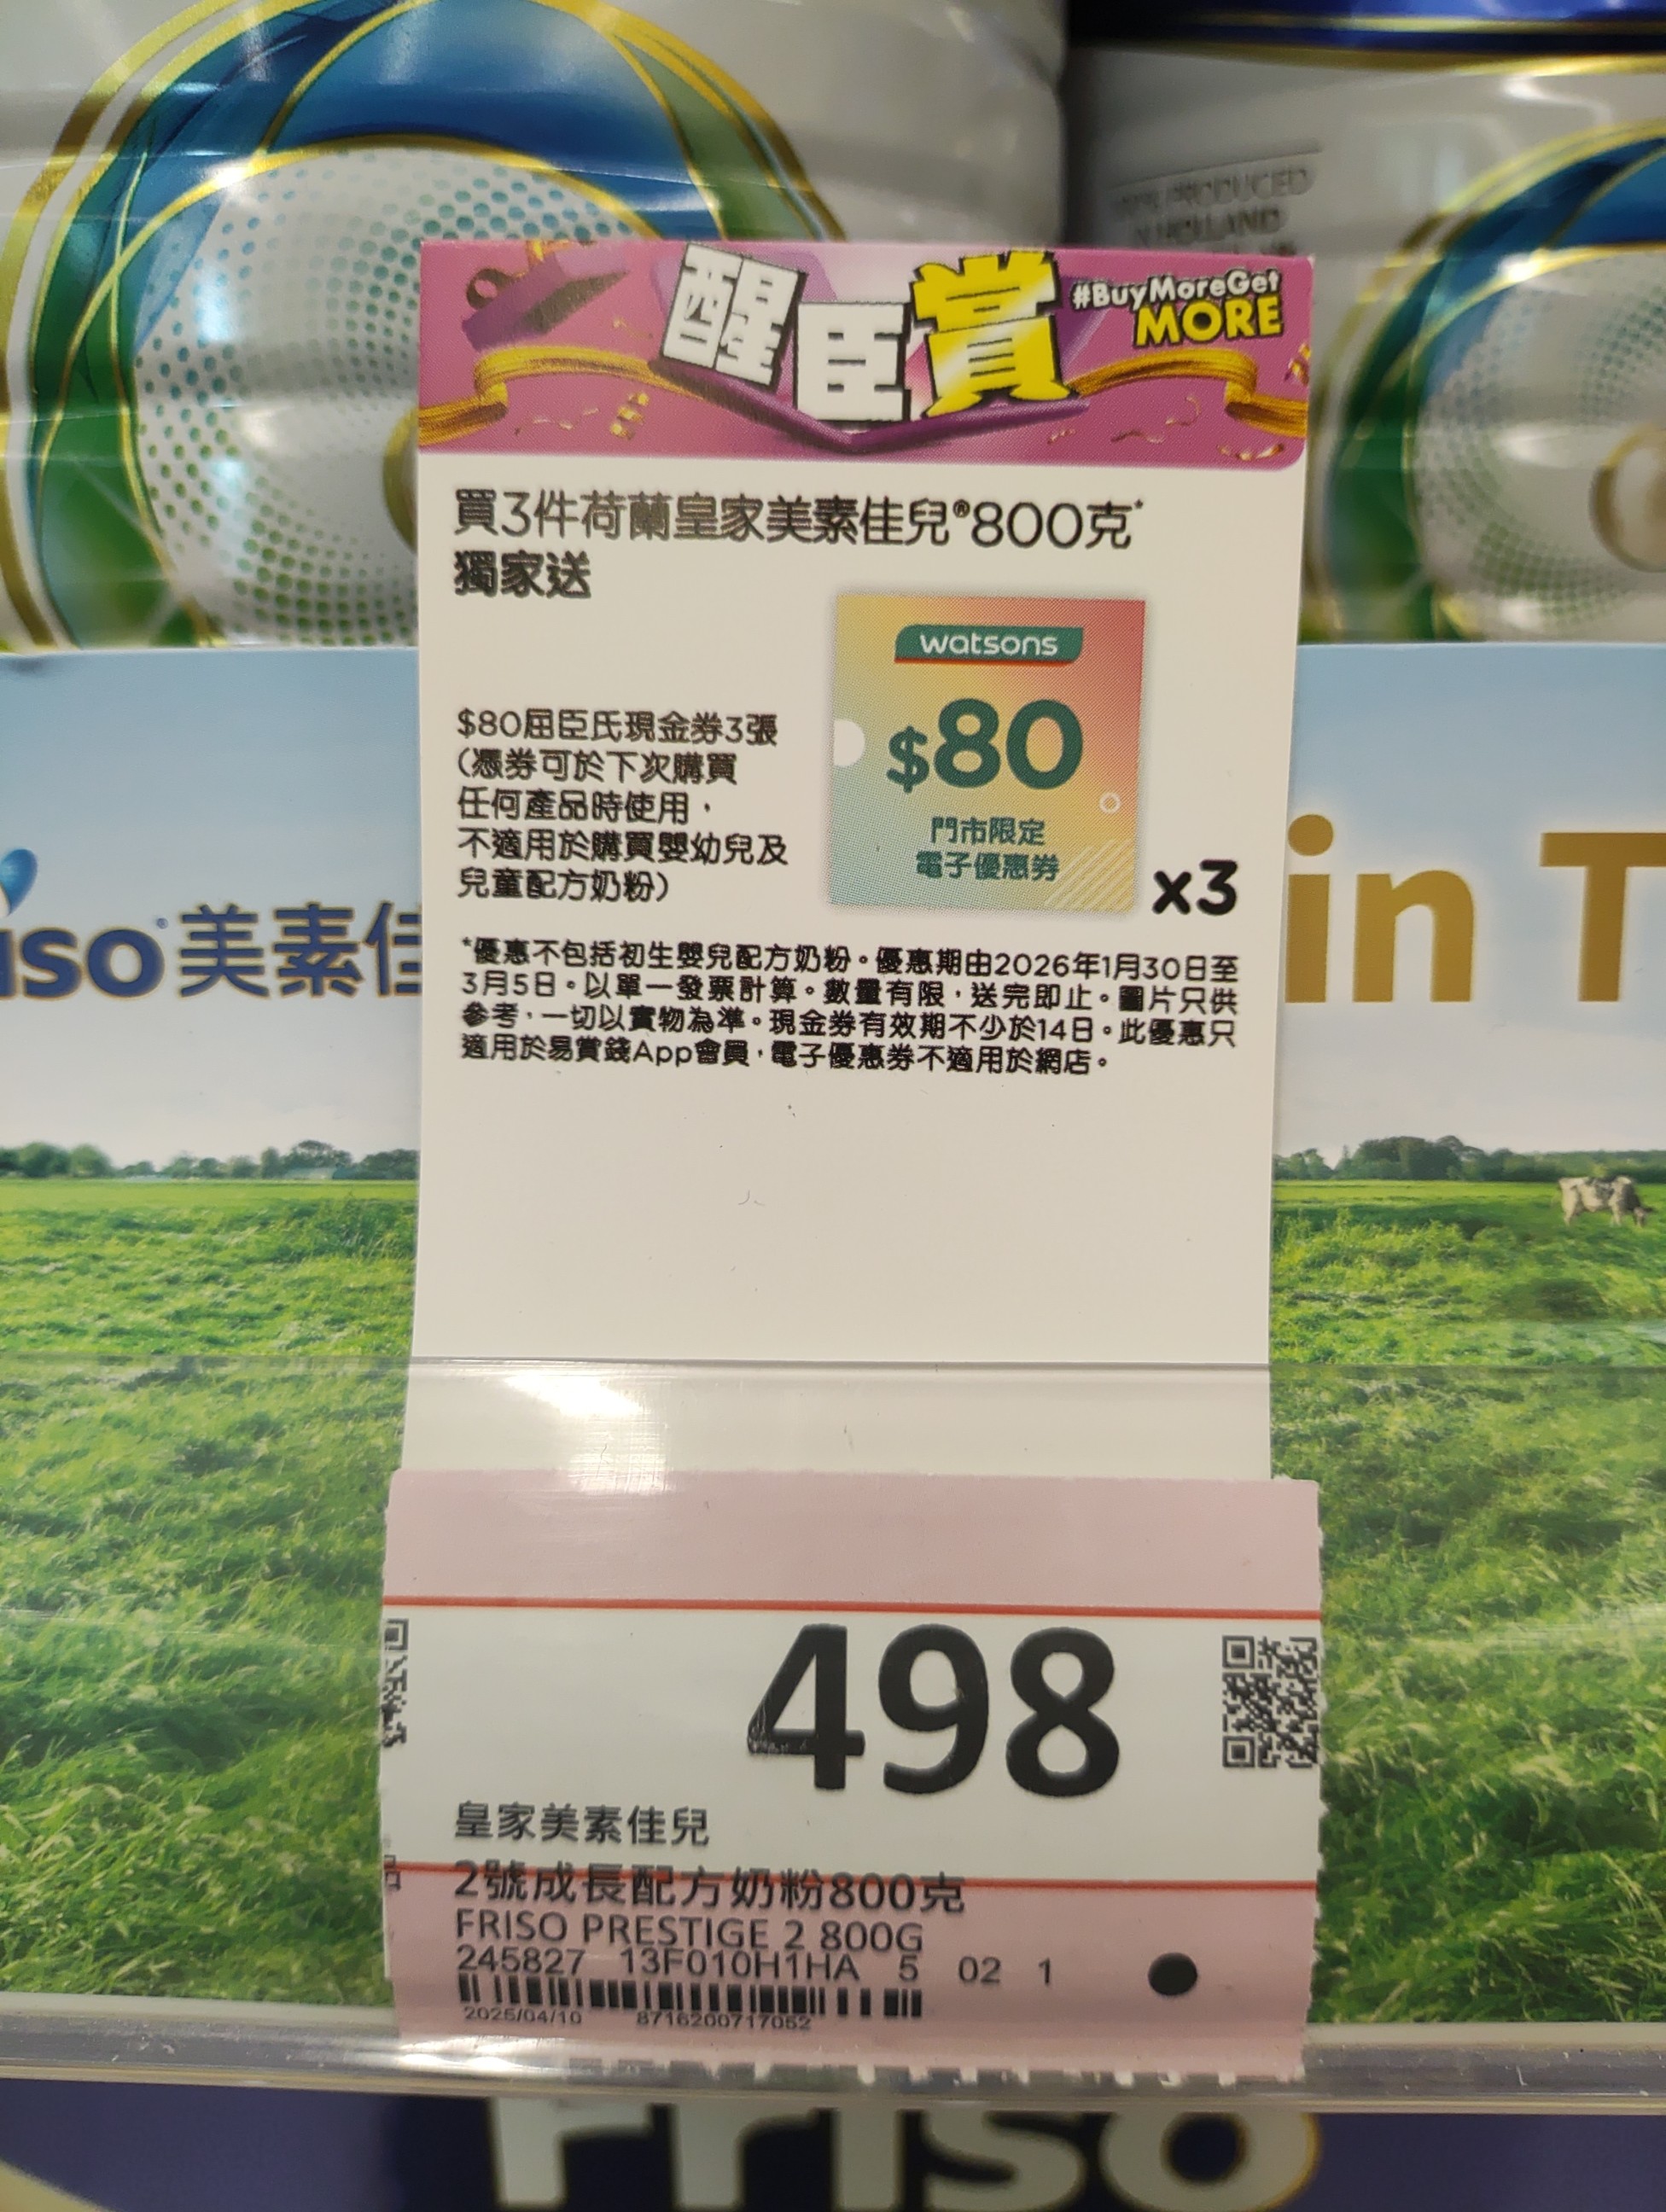 PRODUCED
HOLLAND
醒臣賞
#BuyMoreGet
MORE
買3件荷蘭皇家美素佳兒®800克*
獨家送
watsons
$80
門市限定
電子優惠券
x3
$80屈臣氏現金券3張
(憑券可於下次購買
任何產品時使用，
不適用於購買嬰幼兒及
兒童配方奶粉)
*優惠不包括初生嬰兒配方奶粉。優惠期由2026年1月30日至
3月5日。以單一發票計算。數量有限，送完即止。圖片只供
參考，一切以實物為準。現金券有效期不少於14日。此優惠只
適用於易賞錢App會員，電子優惠券不適用於網店。
iso 美素佳
in T
498
皇家美素佳兒
2號成長配方奶粉800克
FRISO PRESTIGE 2 800G
245827 13F010H1HA 5 02 1
2025/04/10 8716200717052
Friso